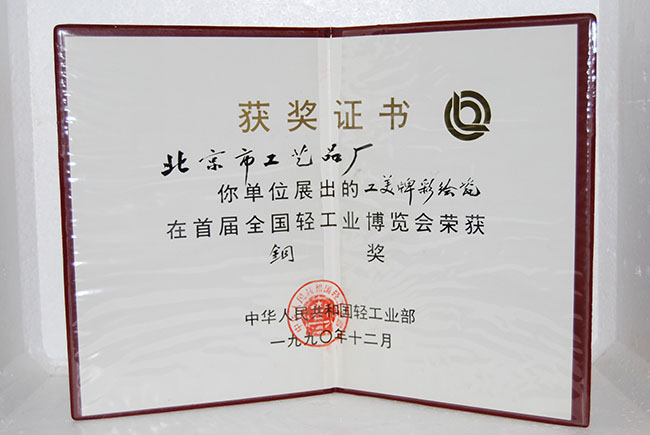 获奖证书
北京市工艺品厂
你单位展出的工美牌彩绘瓷
在首届全国轻工业博览会荣获
銅 奖
中华人民共和国轻工业部
一九九〇年十二月